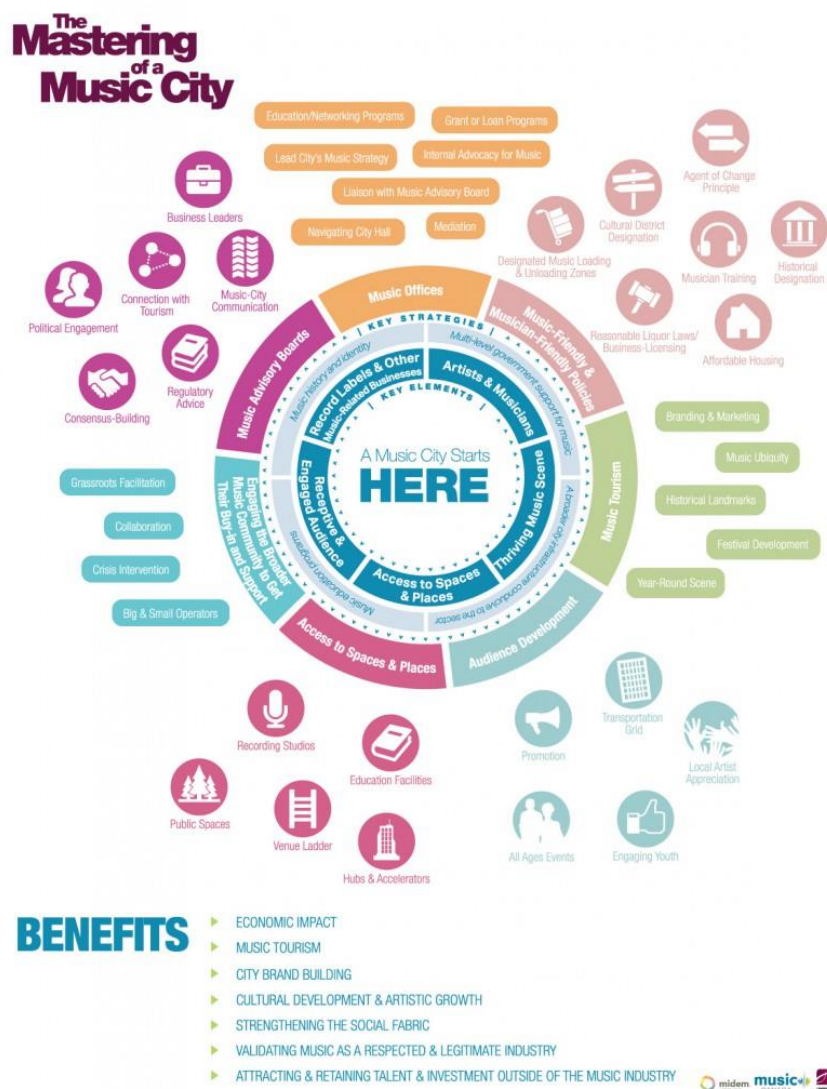 The
Mastering
of a
Music City
Education/Networking Programs
Grant or Loan Programs
Lead City's Music Strategy
Internal Advocacy for Music
Liaison with Music Advisory Board
Navigating City Hall
Mediation
Business Leaders
Connection with
Tourism
Music-City
Communication
Political Engagement
Regulatory
Advice
Consensus-Building
Agent of Change
Principle
Cultural District
Designation
Designated Music Loading
& Unloading Zones
Musician Training
Historical
Designation
Reasonable Liquor Laws/
Business-Licensing
Affordable Housing
Music Offices
Music-Friendly &
Musician-Friendly Policies
Music Advisory Boards
Music Tourism
Engaging the Broader
Music Community to Get
Their Buy-in and Support
Access to Spaces & Places
Audience Development
| KEY STRATEGIES |
Music history and identity
Multi-level government support for music
Music education programs
A broader city infrastructure conducive to the sector
Record Labels & Other
Music-Related Businesses
Artists & Musicians
Receptive &
Engaged Audience
Thriving Music Scene
Access to Spaces
& Places
| KEY ELEMENTS |
A Music City Starts
HERE
Grassroots Facilitation
Collaboration
Crisis Intervention
Big & Small Operators
Branding & Marketing
Music Ubiquity
Historical Landmarks
Festival Development
Year-Round Scene
Recording Studios
Education Facilities
Public Spaces
Venue Ladder
Hubs & Accelerators
Promotion
Transportation
Grid
Local Artist
Appreciation
All Ages Events
Engaging Youth
BENEFITS
ECONOMIC IMPACT
MUSIC TOURISM
CITY BRAND BUILDING
CULTURAL DEVELOPMENT & ARTISTIC GROWTH
STRENGTHENING THE SOCIAL FABRIC
VALIDATING MUSIC AS A RESPECTED & LEGITIMATE INDUSTRY
ATTRACTING & RETAINING TALENT & INVESTMENT OUTSIDE OF THE MUSIC INDUSTRY
midem
music